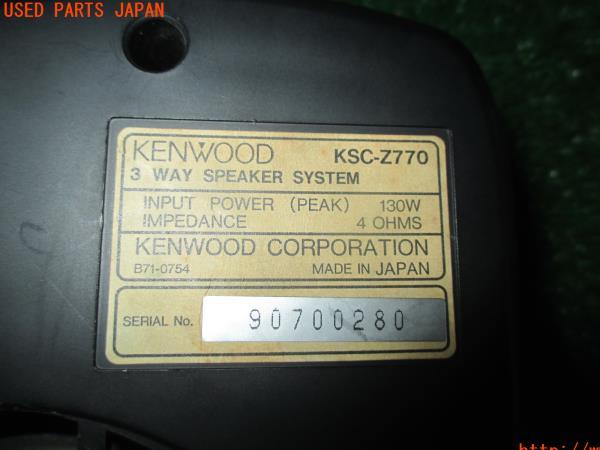 USED PARTS JAPAN
KENWOOD KSC-Z770
3 WAY SPEAKER SYSTEM
INPUT POWER (PEAK) 130W
IMPEDANCE 4 OHMS
KENWOOD CORPORATION
B71-0754 MADE IN JAPAN
SERIAL No. 90700280
http://w